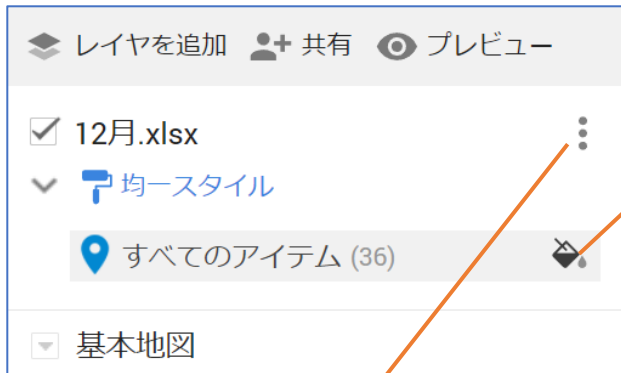 レイヤを追加 共有 プレビュー
12月.xlsx
均一スタイル
すべてのアイテム (36)
基本地図